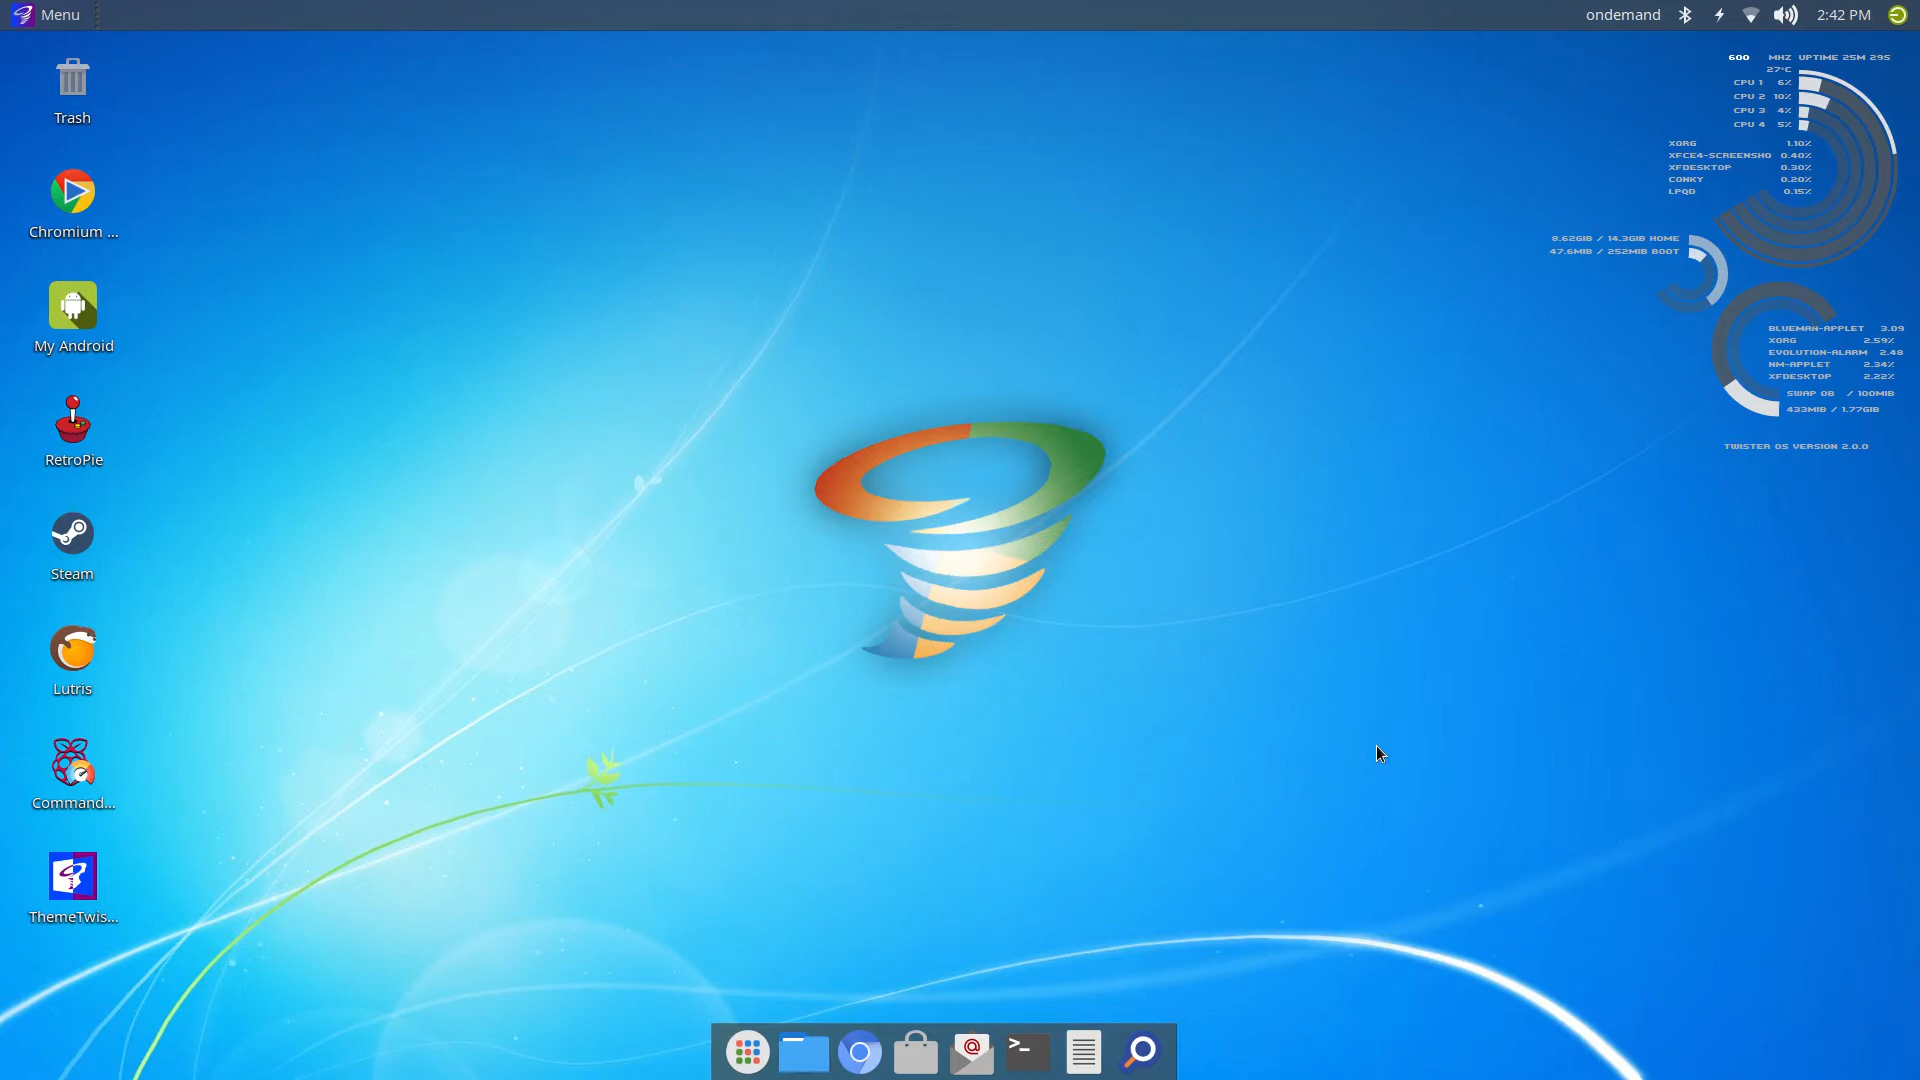 Menu
ondemand
2:42 PM
Trash
Chromium ...
My Android
RetroPie
Steam
Lutris
Command...
ThemeTwis...
600 MHZ UPTIME 25M 29S
27°C
CPU 1 6%
CPU 2 10%
CPU 3 4%
CPU 4 5%
XORG 1.10%
XFCE4-SCREENSHO 0.40%
XFDESKTOP 0.30%
CONKY 0.20%
LPQD 0.15%
8.62GIB / 14.3GIB HOME
47.6MIB / 252MIB BOOT
BLUEMAN-APPLET 3.09
XORG 2.59%
EVOLUTION-ALARM 2.48
NM-APPLET 2.34%
XFDESKTOP 2.22%
SWAP 0B / 100MIB
433MIB / 1.77GIB
TWISTER OS VERSION 2.0.0
@
>_